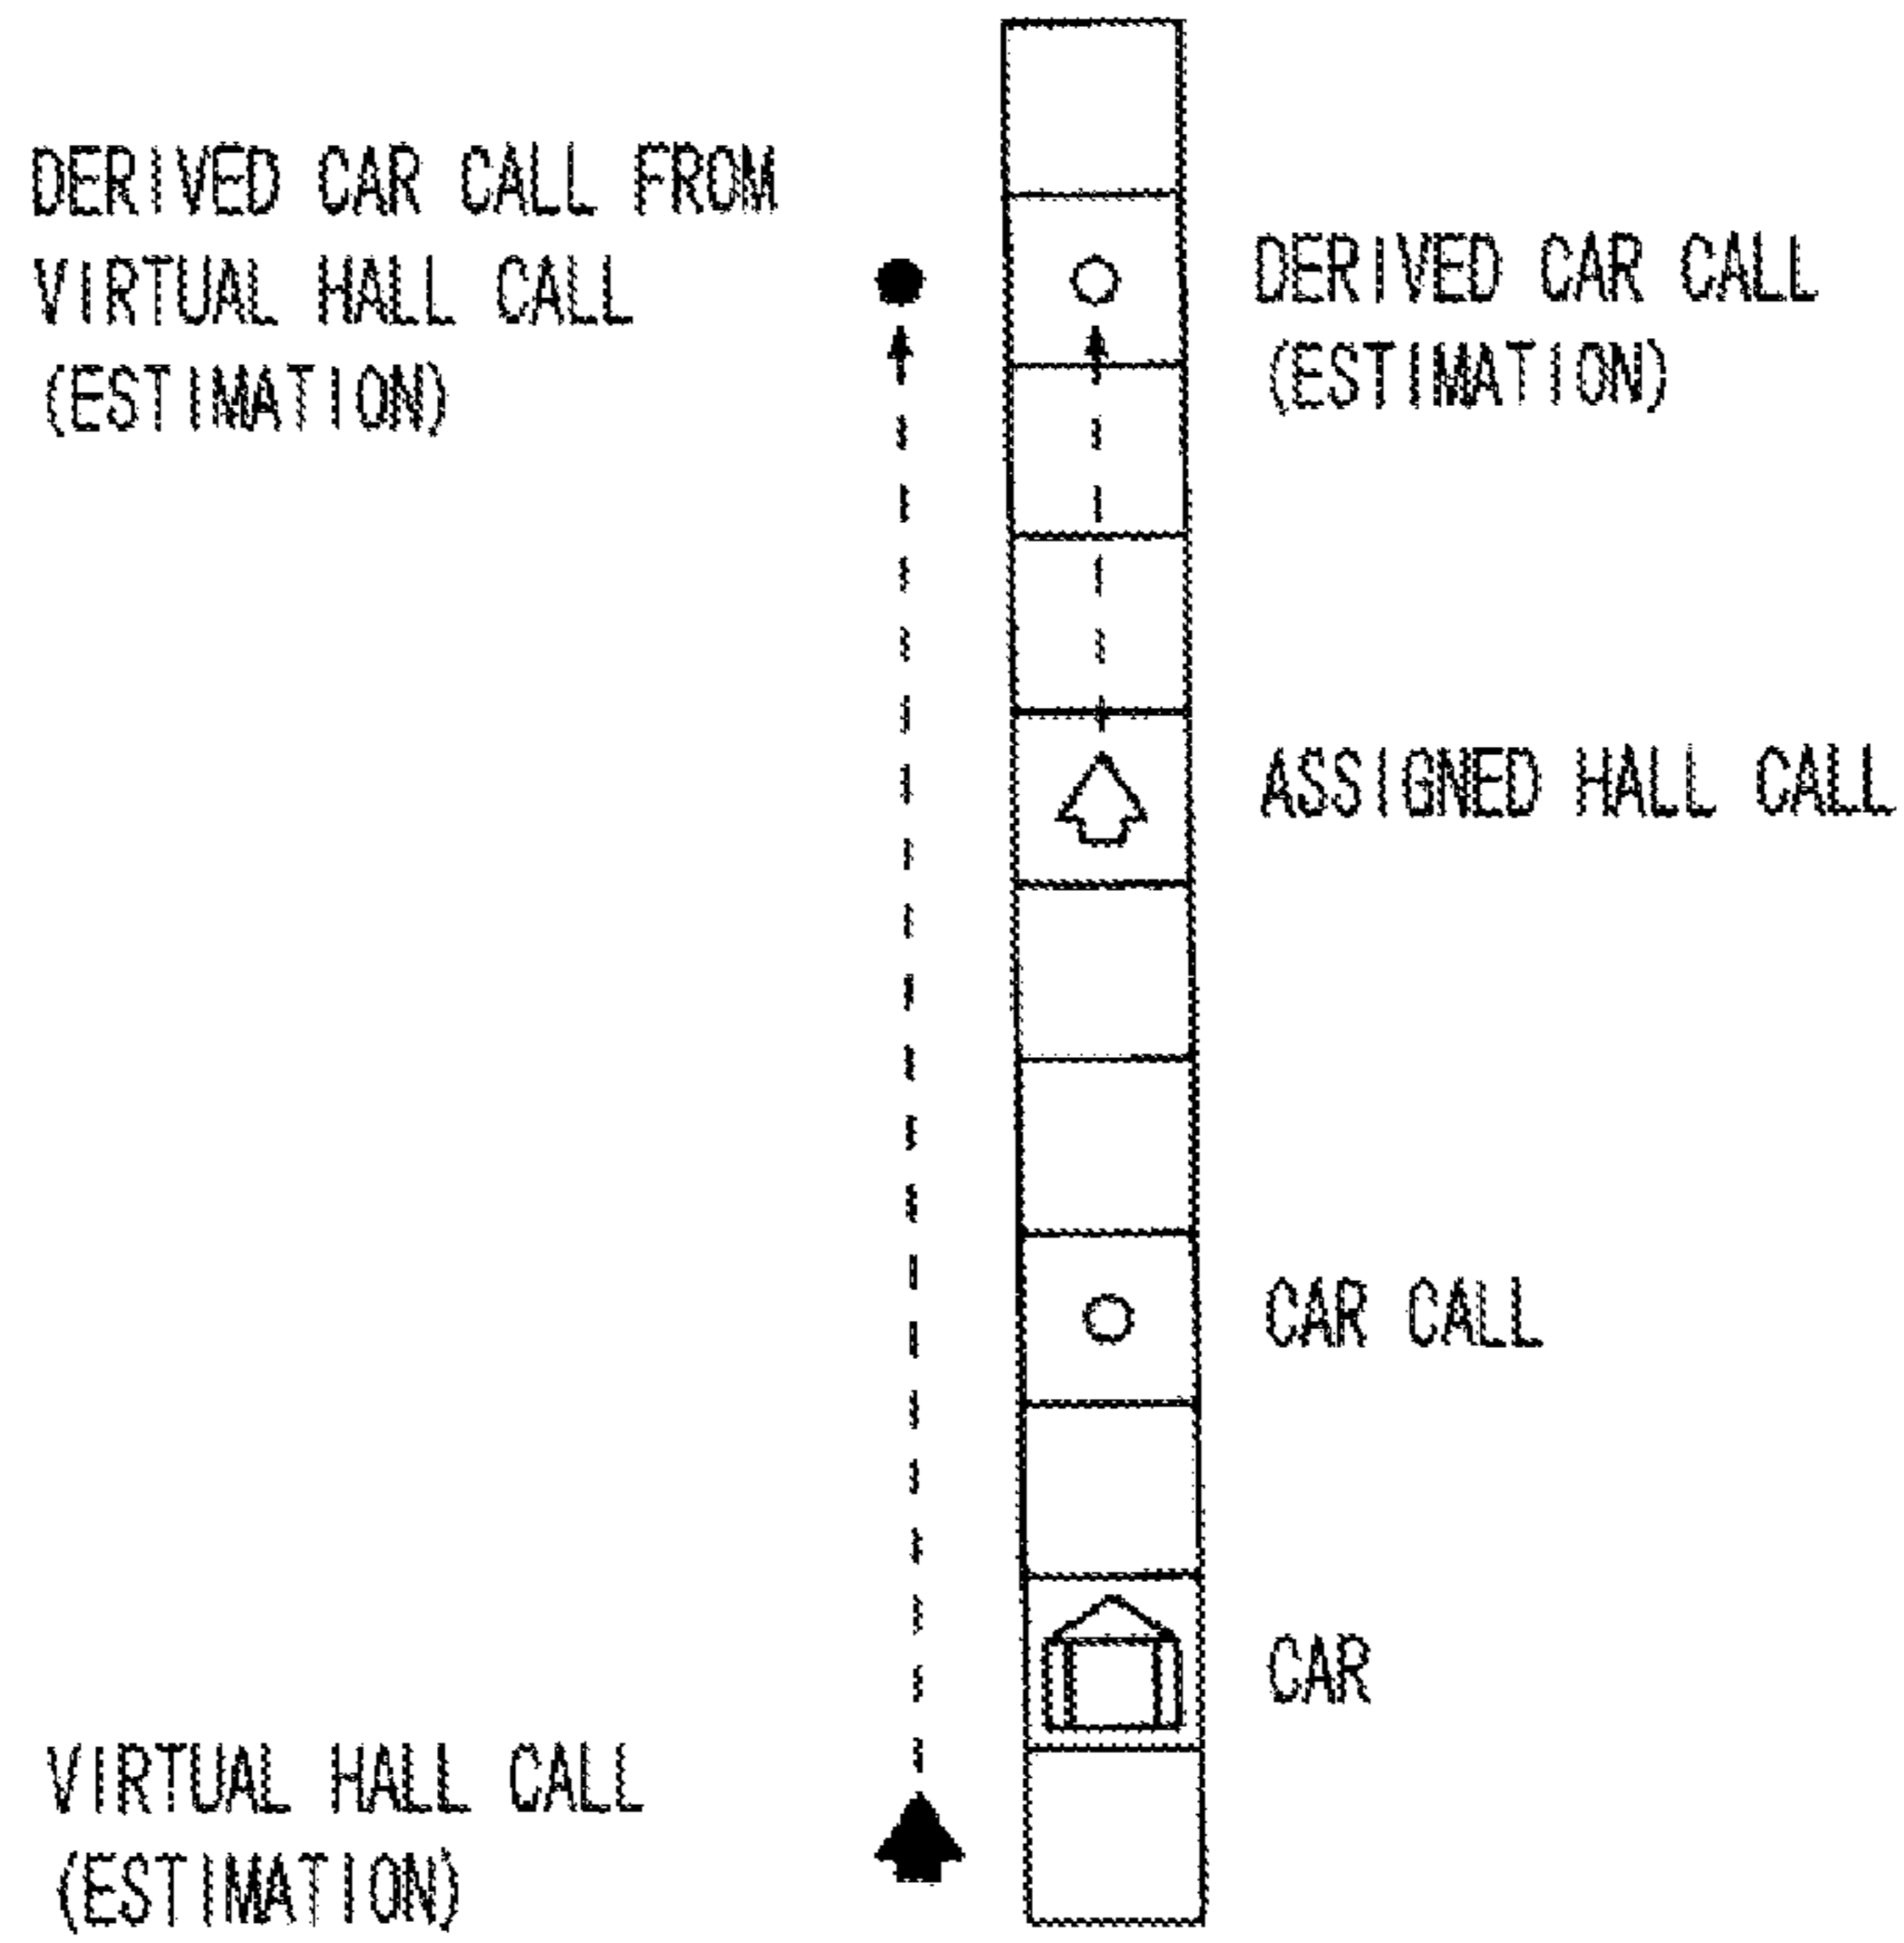 DERIVED CAR CALL FROM
VIRTUAL HALL CALL
(ESTIMATION)
DERIVED CAR CALL
(ESTIMATION)
ASSIGNED HALL CALL
CAR CALL
CAR
VIRTUAL HALL CALL
(ESTIMATION)